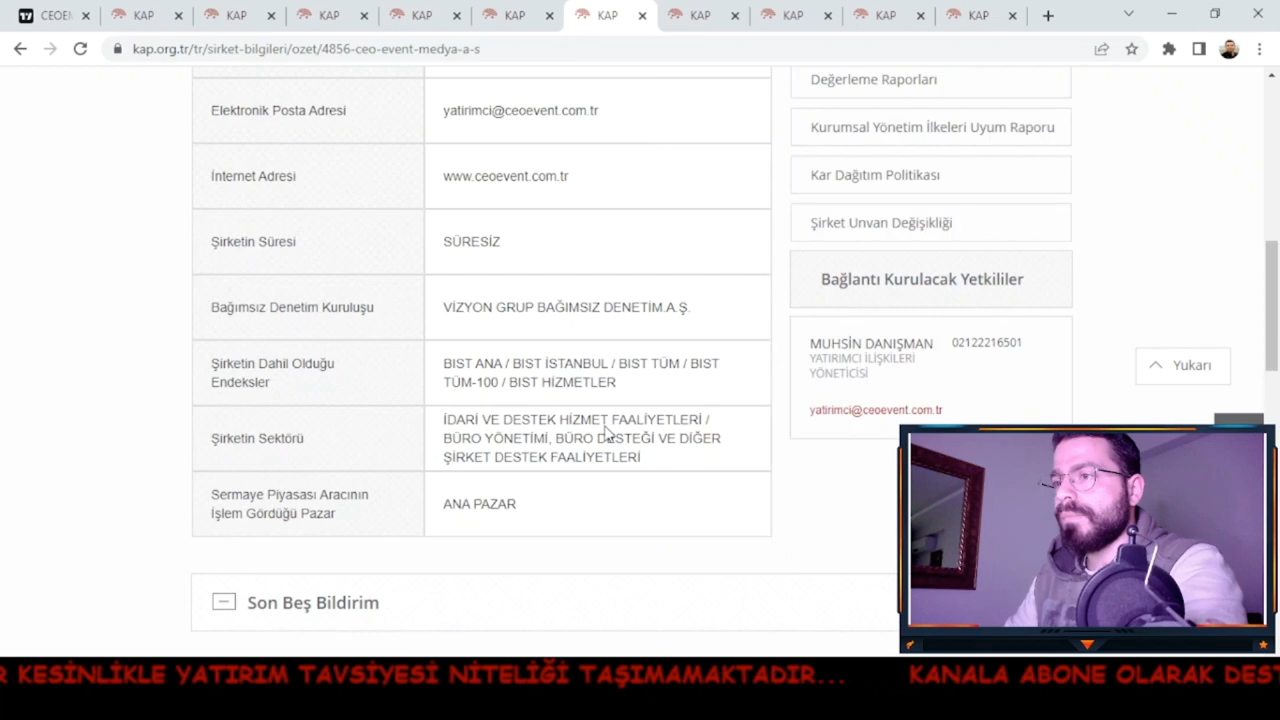 CEOEM
KAP
KAP
KAP
KAP
KAP
KAP
KAP
KAP
KAP
KAP
kap.org.tr/tr/sirket-bilgileri/ozet/4856-ceo-event-medya-a-s
Elektronik Posta Adresi
yatirimci@ceoevent.com.tr
İnternet Adresi
www.ceoevent.com.tr
Şirketin Süresi
SÜRESİZ
Bağımsız Denetim Kuruluşu
VİZYON GRUP BAĞIMSIZ DENETİM.A.Ş.
Şirketin Dahil Olduğu
Endeksler
BIST ANA / BIST İSTANBUL / BIST TÜM / BIST
TÜM-100 / BIST HİZMETLER
Şirketin Sektörü
İDARİ VE DESTEK HİZMET FAALİYETLERİ /
BÜRO YÖNETİMİ, BÜRO DESTEĞİ VE DİĞER
ŞİRKET DESTEK FAALİYETLERİ
Sermaye Piyasası Aracının
İşlem Gördüğü Pazar
ANA PAZAR
Son Beş Bildirim
Değerleme Raporları
Kurumsal Yönetim İlkeleri Uyum Raporu
Kar Dağıtım Politikası
Şirket Unvan Değişikliği
Bağlantı Kurulacak Yetkililer
MUHSİN DANIŞMAN 02122216501
YATIRIMCI İLİŞKİLERİ
YÖNETİCİSİ
yatirimci@ceoevent.com.tr
Yukarı
R KESİNLİKLE YATIRIM TAVSİYESİ NİTELİĞİ TAŞIMAMAKTADIR... KANALA ABONE OLARAK DEST